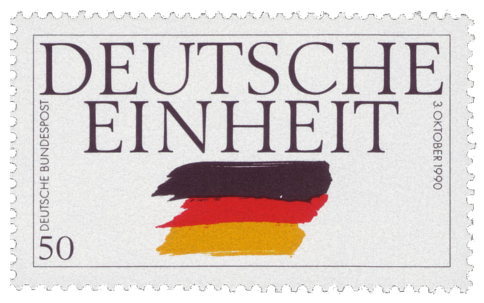 DEUTSCHE
EINHEIT
DEUTSCHE BUNDESPOST
3.OKTOBER 1990
50